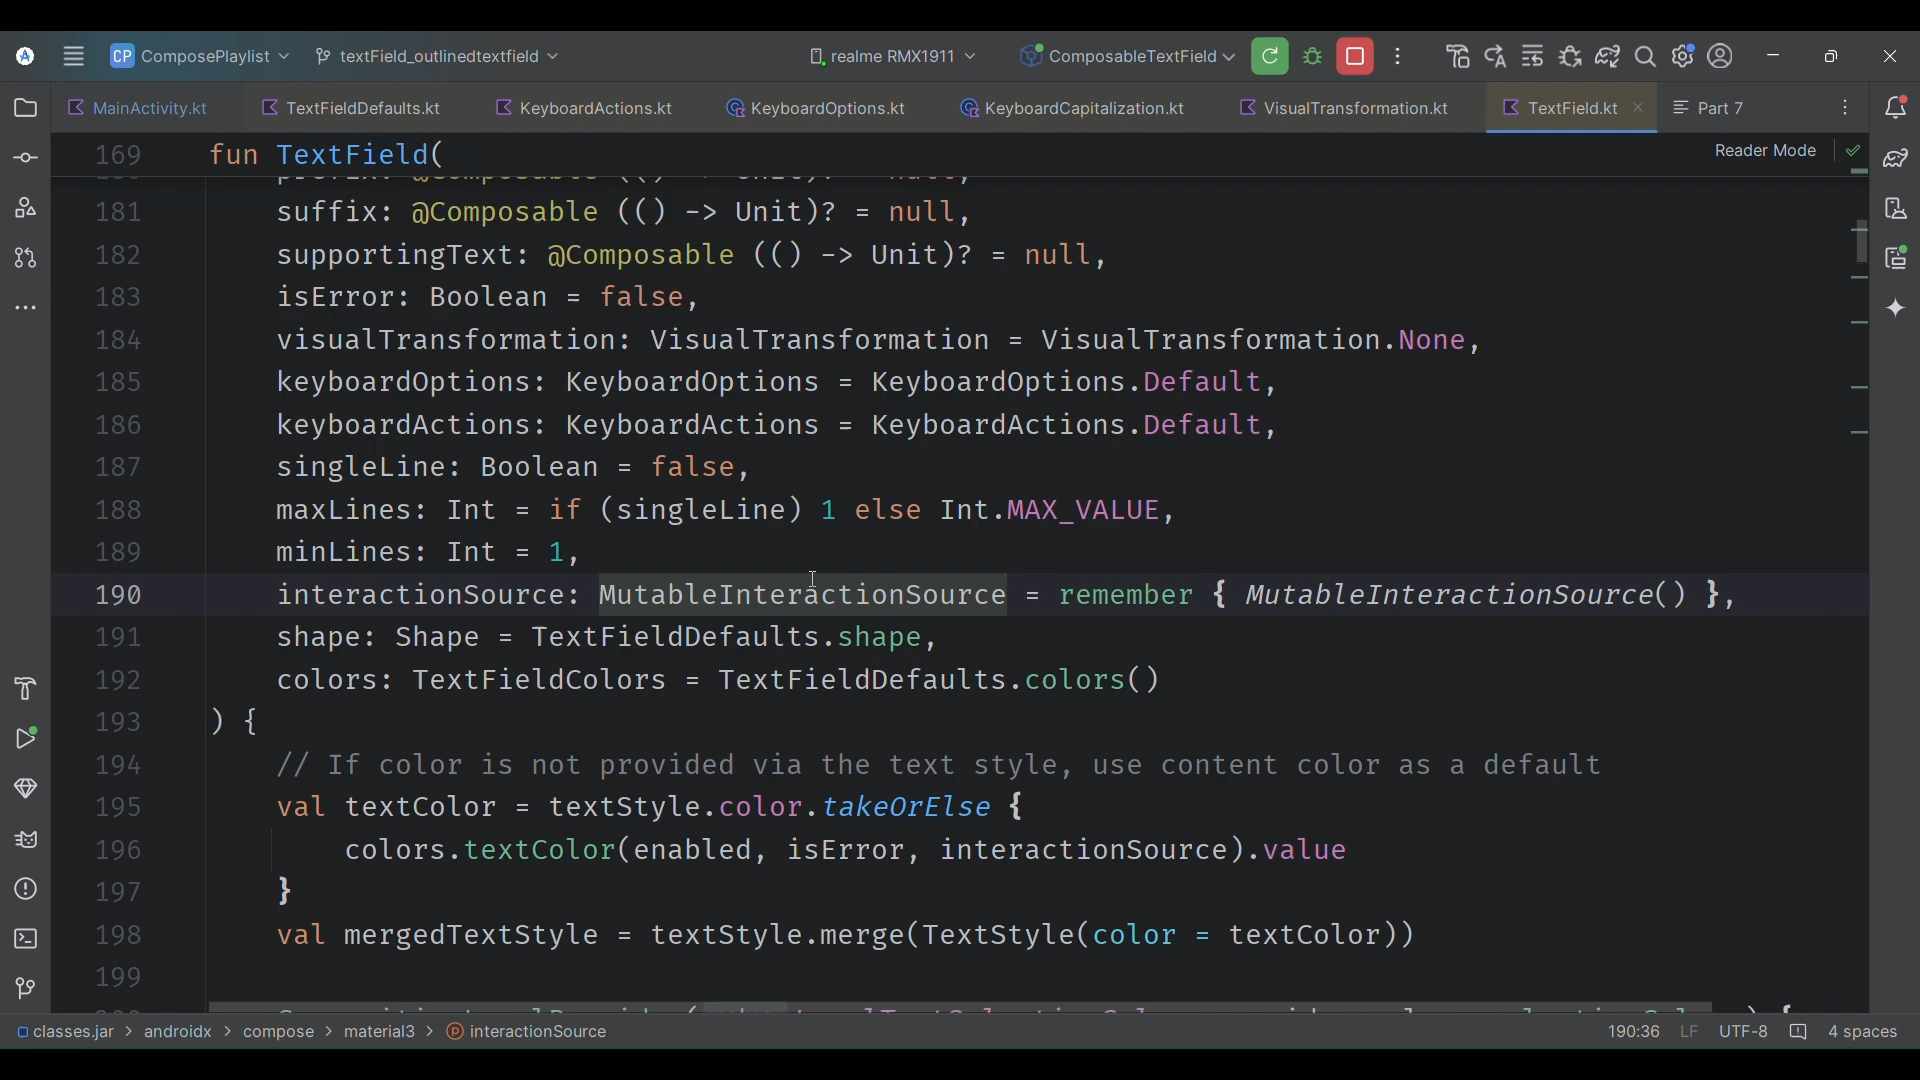 CP ComposePlaylist textField_outlinedtextfield realme RMX1911 ComposableTextField
MainActivity.kt TextFieldDefaults.kt KeyboardActions.kt KeyboardOptions.kt KeyboardCapitalization.kt VisualTransformation.kt TextField.kt Part 7
169 fun TextField( Reader Mode
181 suffix: @Composable (() -> Unit)? = null,
182 supportingText: @Composable (() -> Unit)? = null,
183 isError: Boolean = false,
184 visualTransformation: VisualTransformation = VisualTransformation.None,
185 keyboardOptions: KeyboardOptions = KeyboardOptions.Default,
186 keyboardActions: KeyboardActions = KeyboardActions.Default,
187 singleLine: Boolean = false,
188 maxLines: Int = if (singleLine) 1 else Int.MAX_VALUE,
189 minLines: Int = 1,
190 interactionSource: MutableInteractionSource = remember { MutableInteractionSource() },
191 shape: Shape = TextFieldDefaults.shape,
192 colors: TextFieldColors = TextFieldDefaults.colors()
193 ) {
194 // If color is not provided via the text style, use content color as a default
195 val textColor = textStyle.color.takeOrElse {
196 colors.textColor(enabled, isError, interactionSource).value
197 }
198 val mergedTextStyle = textStyle.merge(TextStyle(color = textColor))
199
classes.jar > androidx > compose > material3 > interactionSource 190:36 LF UTF-8 4 spaces